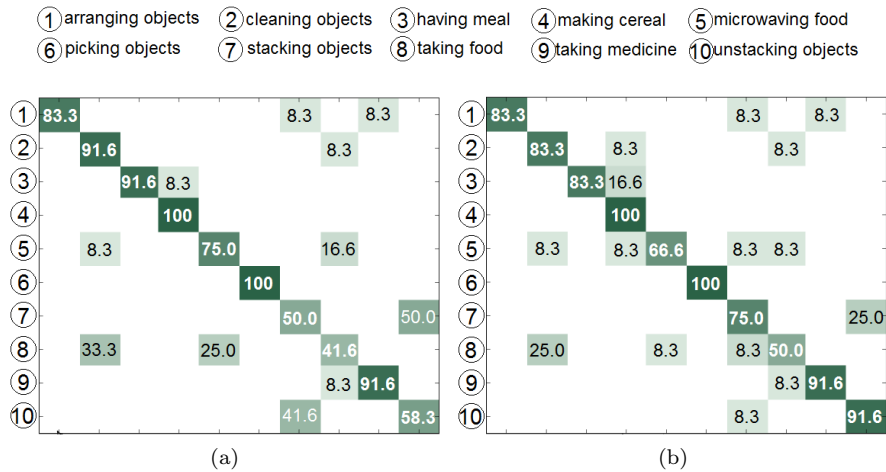 1 arranging objects 2 cleaning objects 3 having meal 4 making cereal 5 microwaving food
6 picking objects 7 stacking objects 8 taking food 9 taking medicine 10 unstacking objects
1 83.3 8.3 8.3 1 83.3 8.3 8.3
2 91.6 8.3 2 83.3 8.3 8.3
3 91.6 8.3 3 83.3 16.6
4 100 4 100
5 8.3 75.0 16.6 5 8.3 8.3 66.6 8.3 8.3
6 100 6 100
7 50.0 50.0 7 75.0 25.0
8 33.3 25.0 41.6 8 25.0 8.3 8.3 50.0
9 8.3 91.6 9 8.3 91.6
10 41.6 58.3 10 8.3 91.6
(a) (b)